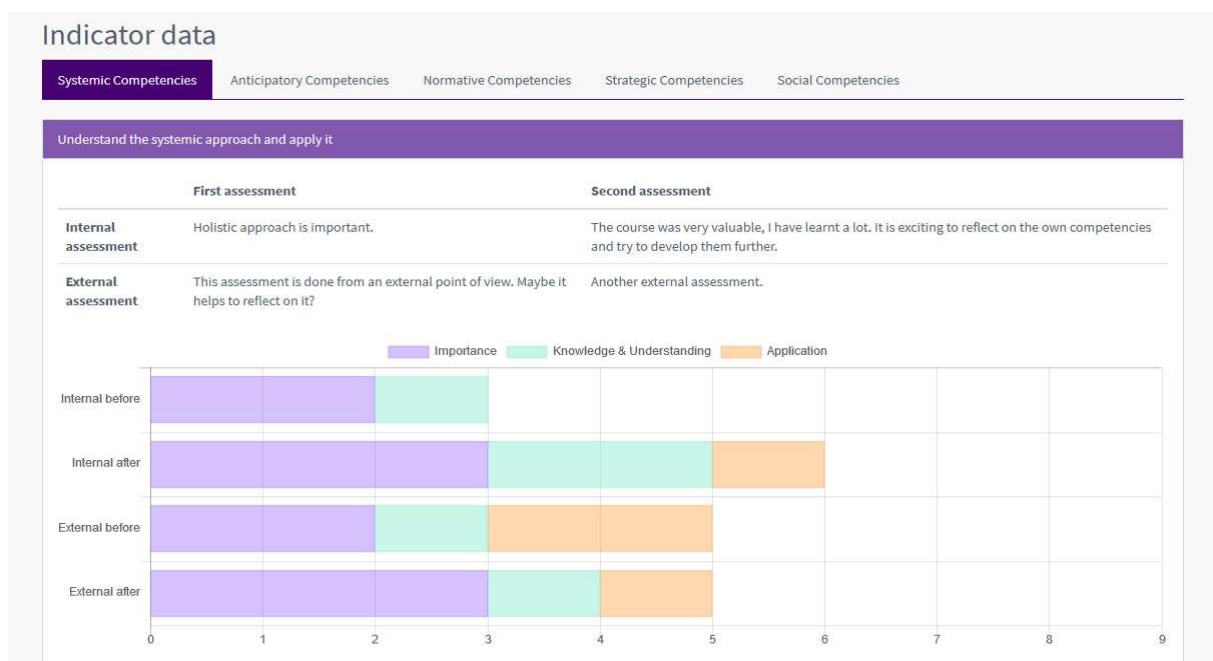 Indicator data
Systemic Competencies Anticipatory Competencies Normative Competencies Strategic Competencies Social Competencies
Understand the systemic approach and apply it
First assessment Second assessment
Internal Holistic approach is important. The course was very valuable, I have learnt a lot. It is exciting to reflect on the own competencies
assessment and try to develop them further.
External This assessment is done from an external point of view. Maybe it Another external assessment.
assessment helps to reflect on it?
Importance Knowledge & Understanding Application
Internal before
Internal after
External before
External after
0 1 2 3 4 5 6 7 8 9